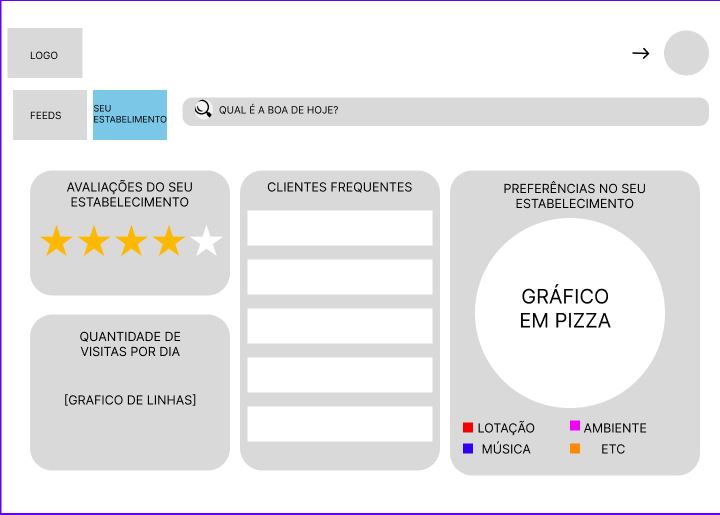 LOGO
FEEDS
SEU
ESTABELIMENTO
QUAL É A BOA DE HOJE?
AVALIAÇÕES DO SEU
ESTABELECIMENTO
QUANTIDADE DE
VISITAS POR DIA
[GRAFICO DE LINHAS]
CLIENTES FREQUENTES
PREFERÊNCIAS NO SEU
ESTABELECIMENTO
GRÁFICO
EM PIZZA
LOTAÇÃO
AMBIENTE
MÚSICA
ETC